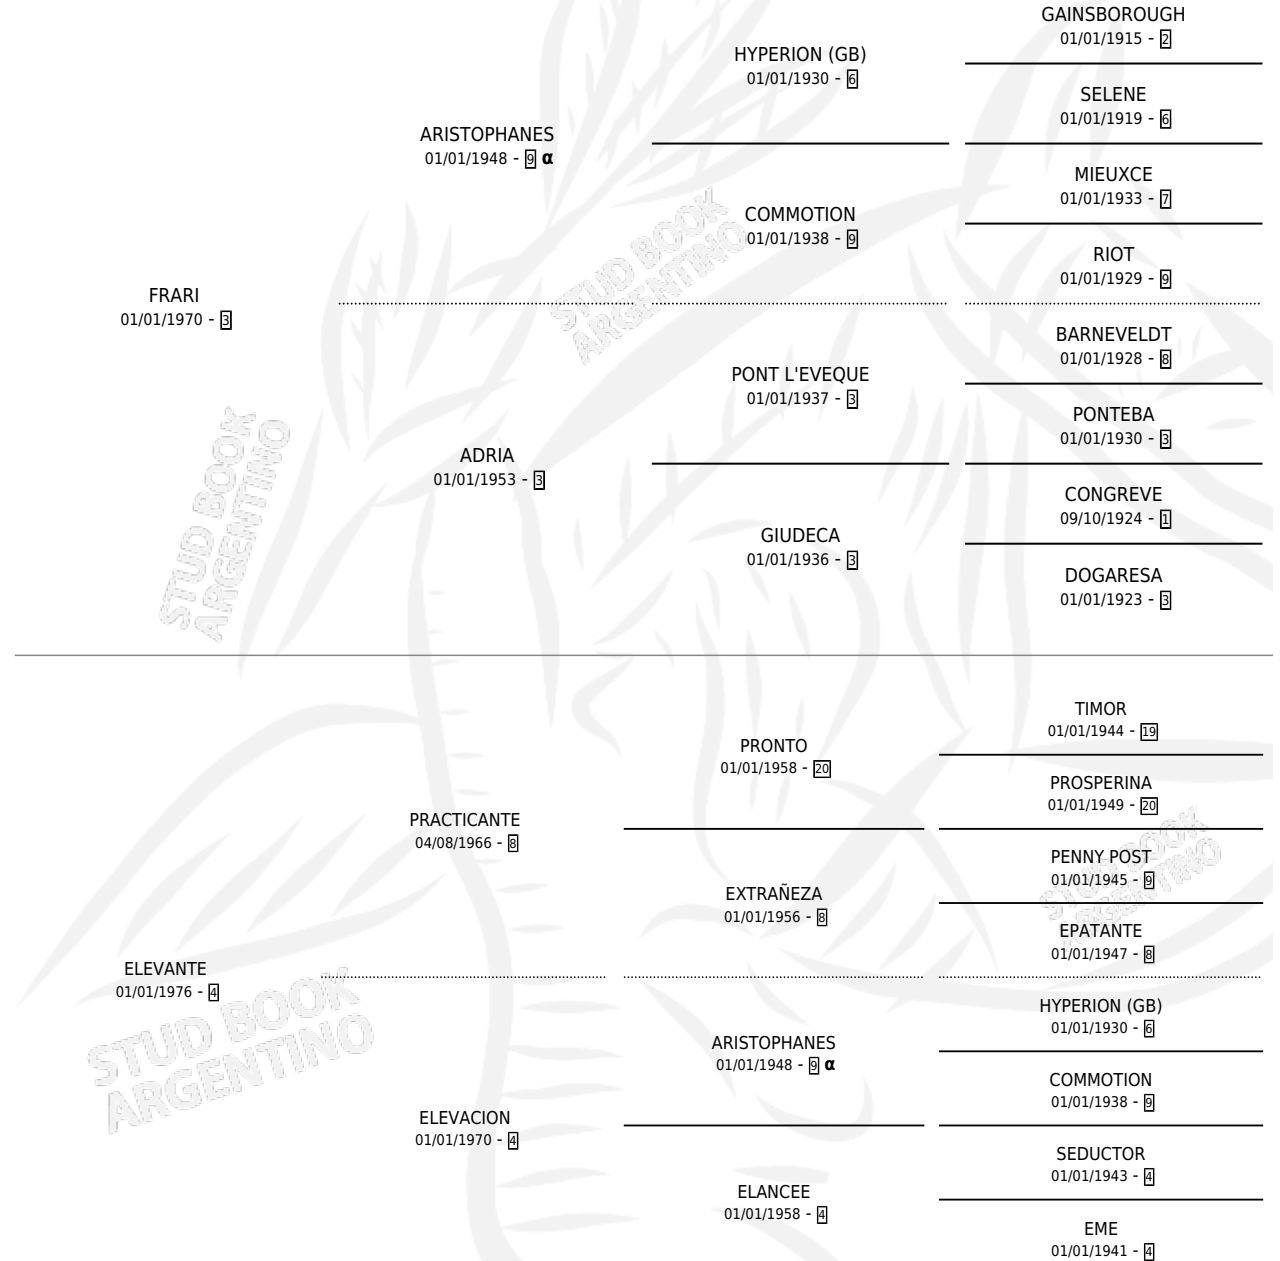 GAINSBOROUGH
01/01/1915 - 2
HYPERION (GB)
01/01/1930 - 6
SELENE
01/01/1919 - 6
ARISTOPHANES
01/01/1948 - 9 α
MIEUXCE
01/01/1933 - 7
COMMOTION
01/01/1938 - 9
RIOT
01/01/1929 - 9
FRARI
01/01/1970 - 3
BARNEVELDT
01/01/1928 - 8
PONT L'EVEQUE
01/01/1937 - 3
PONTEBA
01/01/1930 - 3
ADRIA
01/01/1953 - 3
CONGREVE
09/10/1924 - 1
GIUDECA
01/01/1936 - 3
DOGARESA
01/01/1923 - 3
TIMOR
01/01/1944 - 19
PRONTO
01/01/1958 - 20
PROSPERINA
01/01/1949 - 20
PRACTICANTE
04/08/1966 - 8
PENNY POST
01/01/1945 - 9
EXTRAÑEZA
01/01/1956 - 8
EPATANTE
01/01/1947 - 8
ELEVANTE
01/01/1976 - 4
HYPERION (GB)
01/01/1930 - 6
ARISTOPHANES
01/01/1948 - 9 α
COMMOTION
01/01/1938 - 9
ELEVACION
01/01/1970 - 4
SEDUCTOR
01/01/1943 - 4
ELANCEE
01/01/1958 - 4
EME
01/01/1941 - 4
STUD BOOK
ARGENTINO
STUD BOOK
ARGENTINO
STUD BOOK
ARGENTINO
STUD BOOK
ARGENTINO